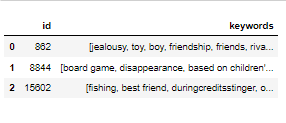 id keywords
0 862 [jealousy, toy, boy, friendship, friends, riva...
1 8844 [board game, disappearance, based on children'...
2 15602 [fishing, best friend, duringcreditsstinger, o...